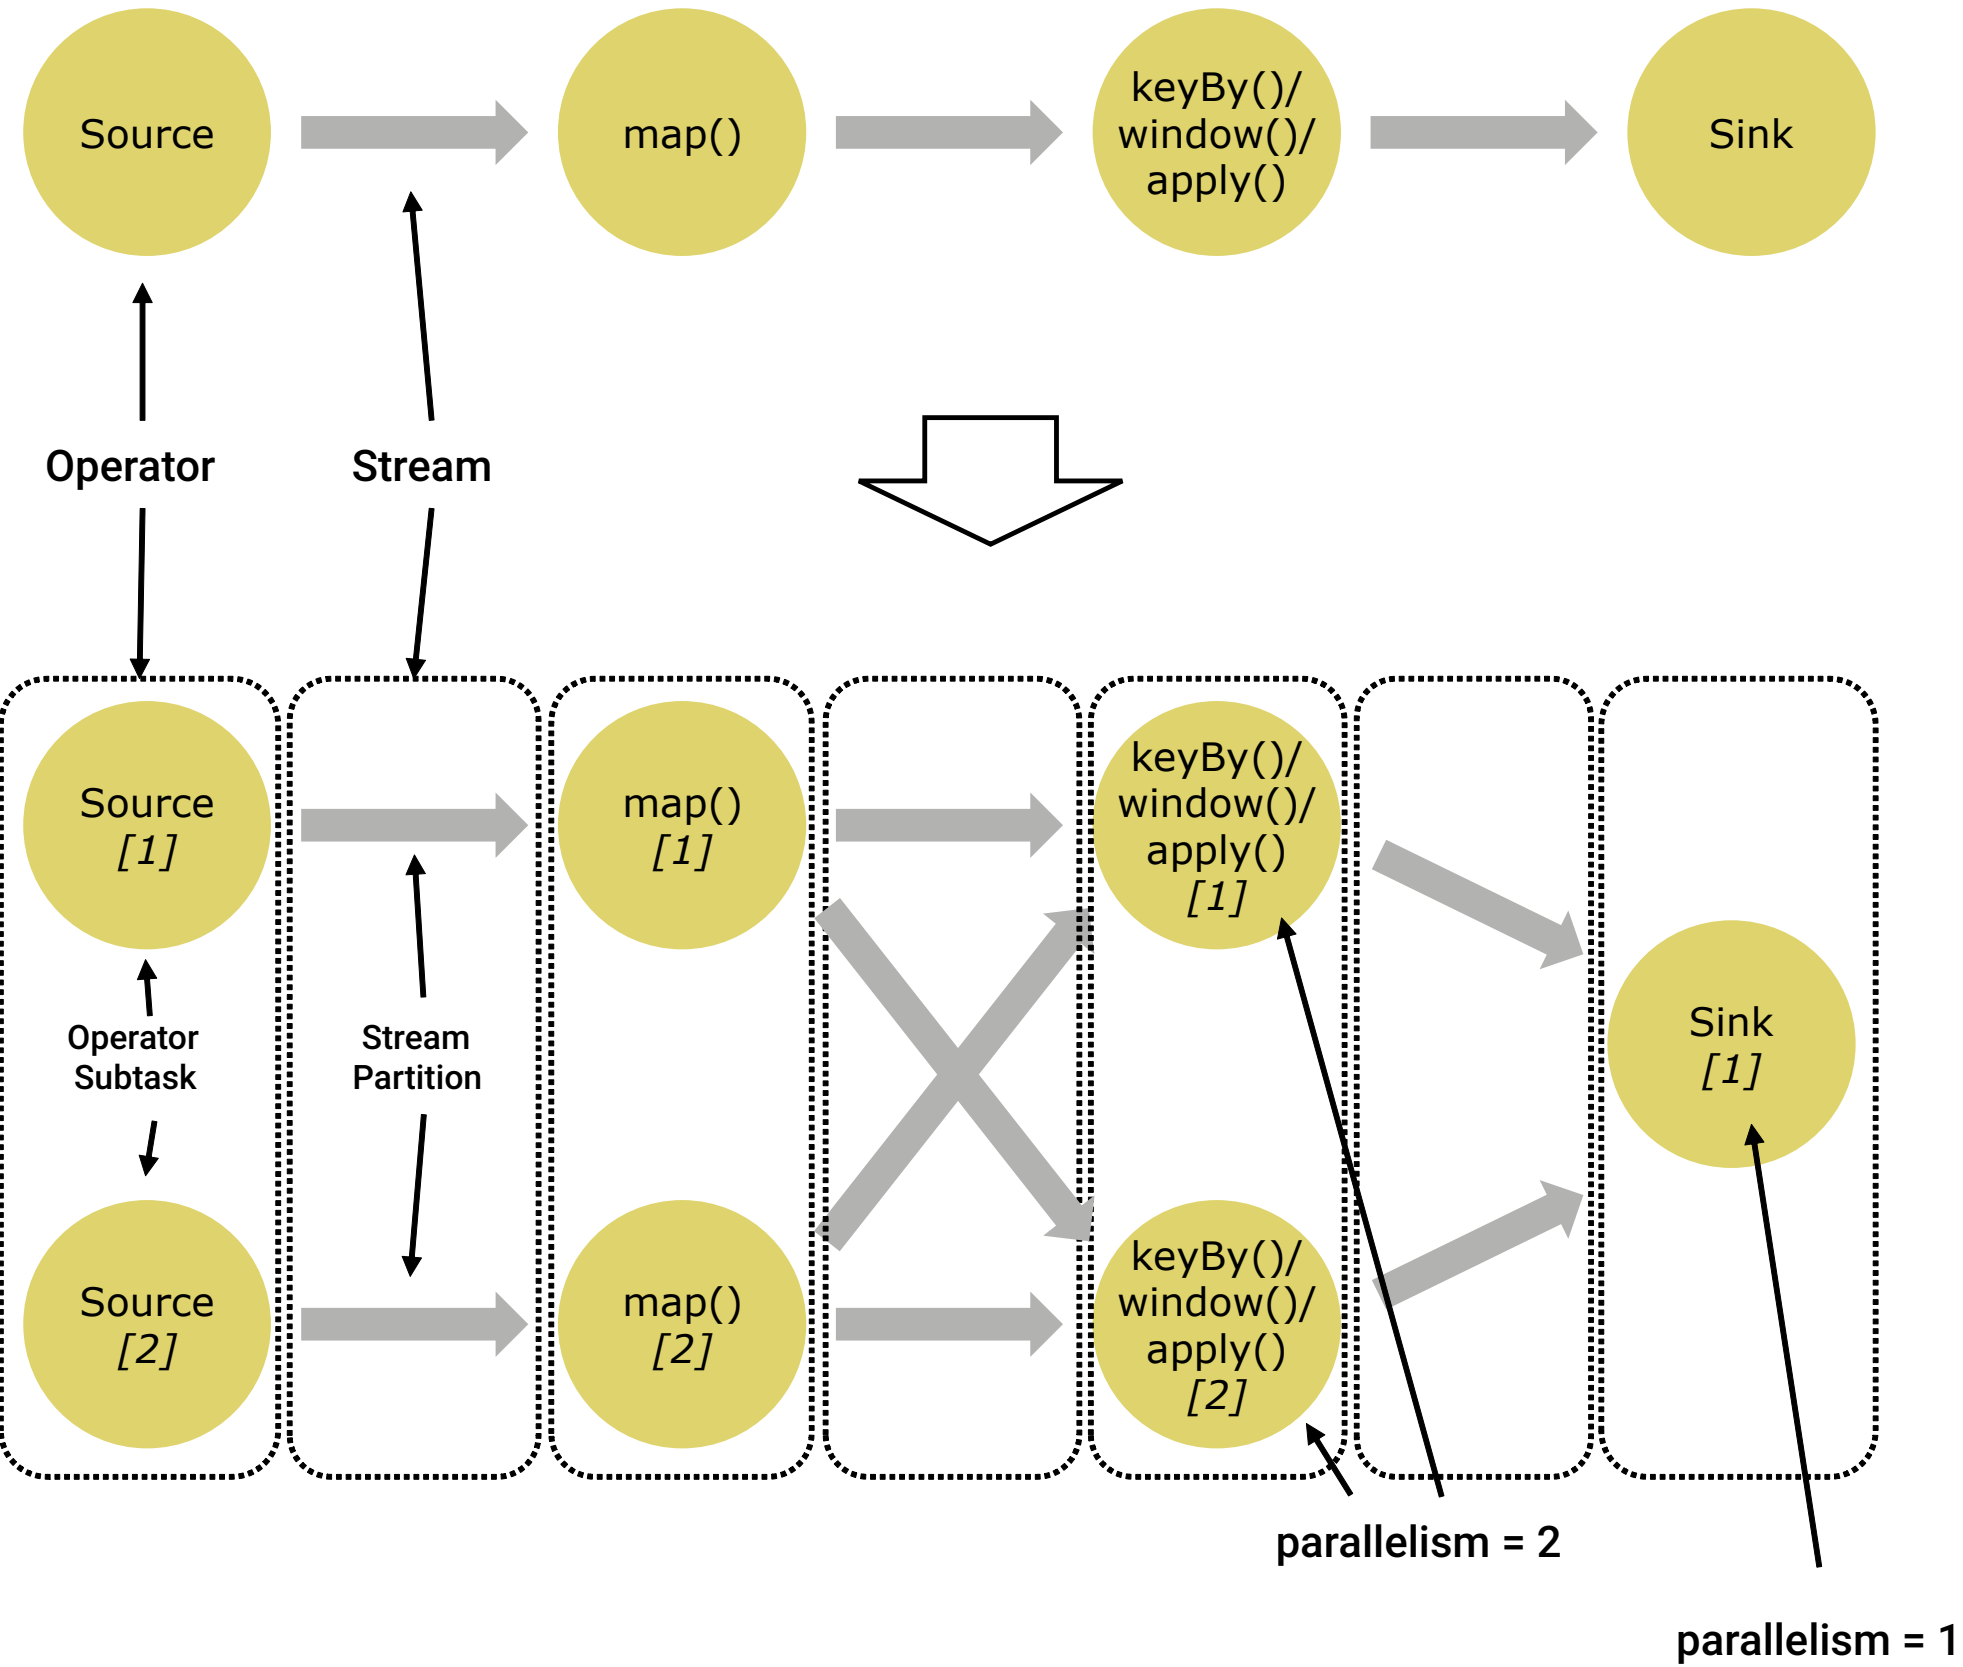 Source
map()
keyBy()/
window()/
apply()
Sink
Operator
Stream
Source
[1]
map()
[1]
keyBy()/
window()/
apply()
[1]
Operator
Subtask
Stream
Partition
Sink
[1]
Source
[2]
map()
[2]
keyBy()/
window()/
apply()
[2]
parallelism = 2
parallelism = 1